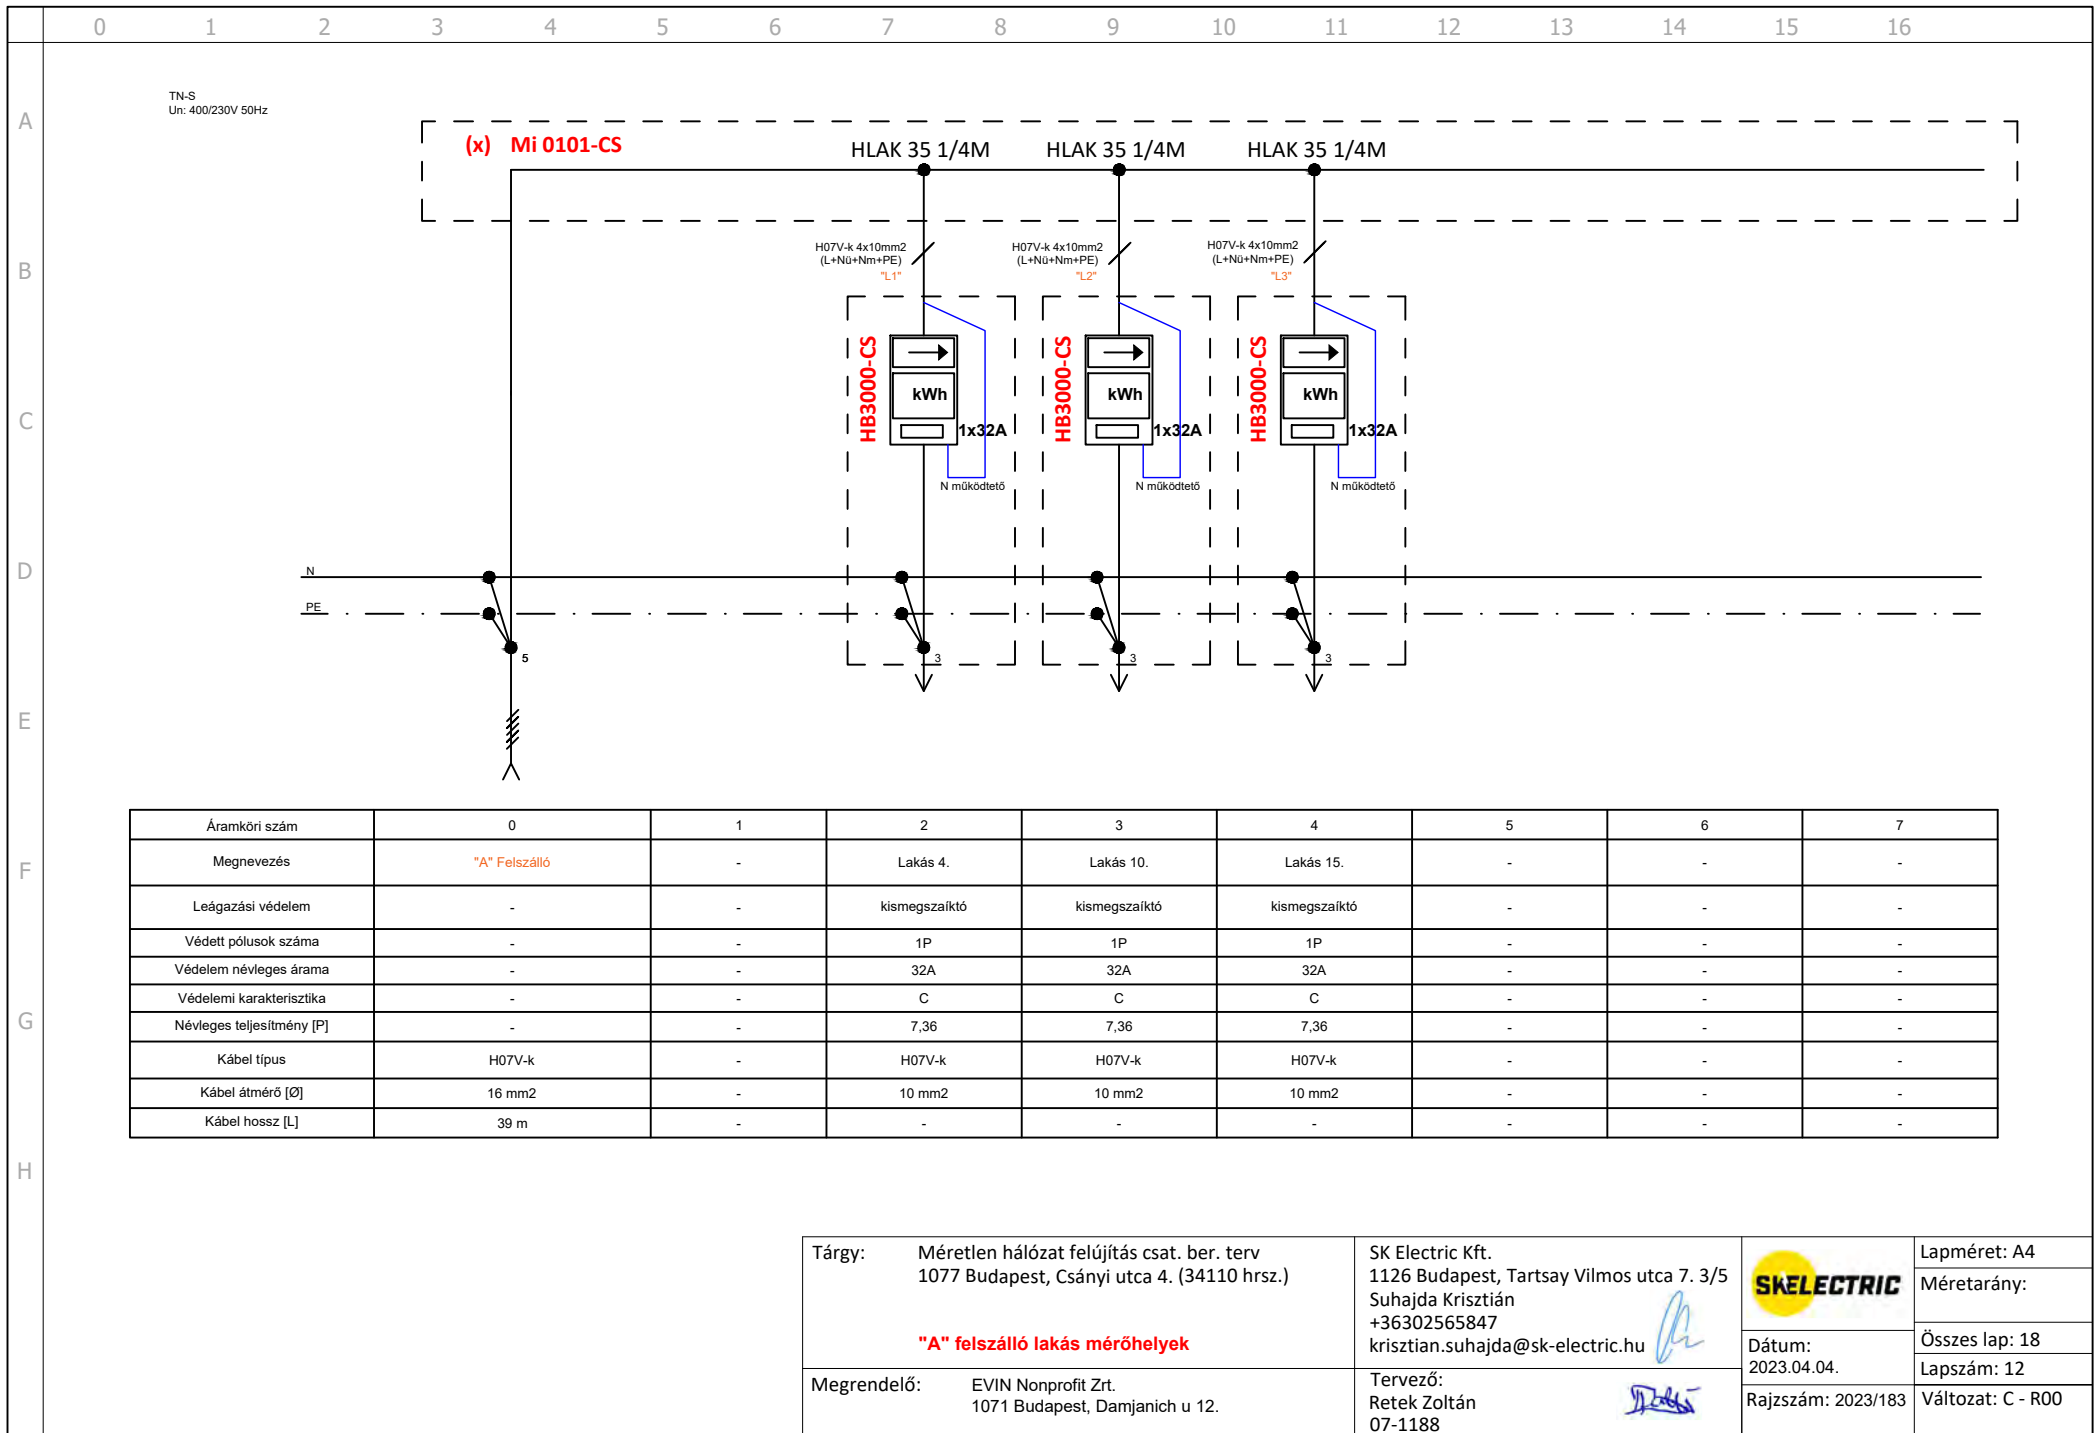 0 1 2 3 4 5 6 7 8 9 10 11 12 13 14 15 16
TN-S
Un: 400/230V 50Hz
A
(x) Mi 0101-CS
HLAK 35 1/4M HLAK 35 1/4M HLAK 35 1/4M
B
H07V-k 4x10mm2 H07V-k 4x10mm2 H07V-k 4x10mm2
(L+Nü+Nm+PE) (L+Nü+Nm+PE) (L+Nü+Nm+PE)
"L1" "L2" "L3"
HB3000-CS HB3000-CS HB3000-CS
kWh kWh kWh
C
1x32A 1x32A 1x32A
N működtető N működtető N működtető
D
N
PE
5 3 3 3
E
Áramköri szám 0 1 2 3 4 5 6 7
F
Megnevezés "A" Felszálló - Lakás 4. Lakás 10. Lakás 15. - - -
Leágazási védelem - - kismegszaíktó kismegszaíktó kismegszaíktó - - -
Védett pólusok száma - - 1P 1P 1P - - -
Védelem névleges árama - - 32A 32A 32A - - -
Védelemi karakterisztika - - C C C - - -
G
Névleges teljesítmény [P] - - 7,36 7,36 7,36 - - -
Kábel típus H07V-k - H07V-k H07V-k H07V-k - - -
Kábel átmérő [Ø] 16 mm2 - 10 mm2 10 mm2 10 mm2 - - -
Kábel hossz [L] 39 m - - - - - - -
H
Tárgy: Méretlen hálózat felújítás csat. ber. terv
1077 Budapest, Csányi utca 4. (34110 hrsz.)
"A" felszálló lakás mérőhelyek
Megrendelő: EVIN Nonprofit Zrt.
1071 Budapest, Damjanich u 12.
SK Electric Kft.
1126 Budapest, Tartsay Vilmos utca 7. 3/5
Suhajda Krisztián
+36302565847
krisztian.suhajda@sk-electric.hu
Tervező:
Retek Zoltán
07-1188
SKELECTRIC
Dátum:
2023.04.04.
Rajzszám: 2023/183
Lapméret: A4
Méretarány:
Összes lap: 18
Lapszám: 12
Változat: C - R00